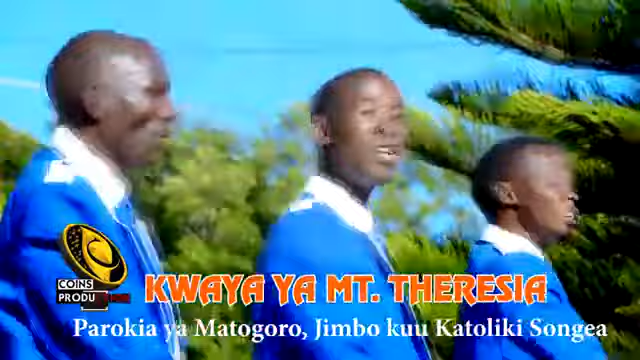 COINS
PRODU
KWAYA YA MT. THERESIA
Parokia ya Matogoro, Jimbo kuu Katoliki Songea